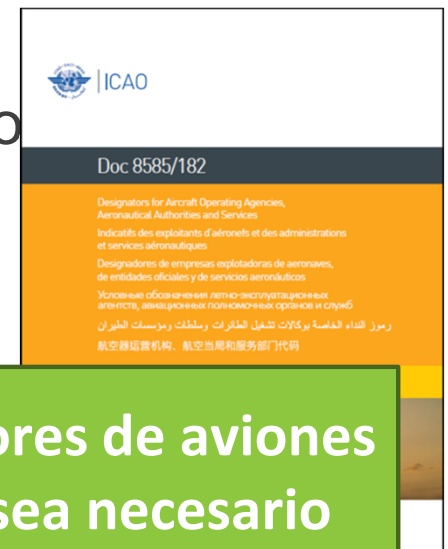 ICAO
o
Doc 8585/182
Designators for Aircraft Operating Agencies,
Aeronautical Authorities and Services
Indicatifs des exploitants d'aéronefs et des administrations
et services aéronautiques
Designadores de empresas explotadoras de aeronaves,
de entidades oficiales y de servicios aeronáuticos
Условные обозначения летно-эксплуатационных
агентств, авиационных полномочных органов и служб
رموز النداء الخاصة بوكالات تشغيل الطائرات وسلطات ومؤسسات الطيران
航空器运营机构、航空当局和服务部门代码
ores de aviones
sea necesario